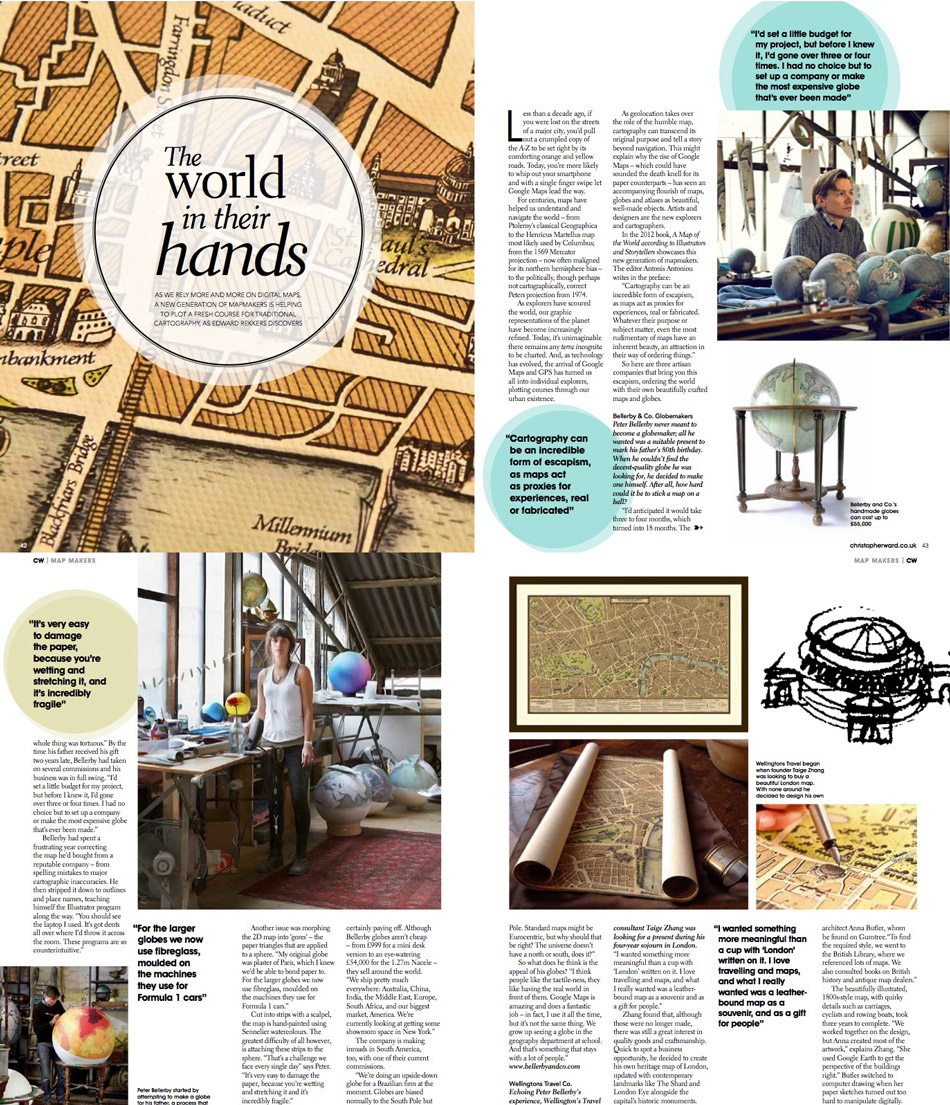 Viaduct
Farringdon S
treet
ple
St
aul's
edral
mbankment
Blackfriars Bridge
Millennium
Brid
The
world
in their
hands
AS WE RELY MORE AND MORE ON DIGITAL MAPS,
A NEW GENERATION OF MAPMAKERS IS HELPING
TO PLOT A FRESH COURSE FOR TRADITIONAL
CARTOGRAPHY, AS EDWARD REKKERS DISCOVERS
42
"I'd set a little budget for
my project, but before I knew
it, I'd gone over three or four
times. I had no choice but to
set up a company or make
the most expensive globe
that's ever been made"
Less than a decade ago, if
you were lost on the streets
of a major city, you'd pull
out a crumpled copy of
the A-Z to be set right by its
comforting orange and yellow
roads. Today, you're more likely
to whip out your smartphone
and with a single finger swipe let
Google Maps lead the way.
For centuries, maps have
helped us understand and
navigate the world – from
Ptolemy's classical Geographica
to the Henricus Martellus map
most likely used by Columbus;
from the 1569 Mercator
projection – now often maligned
for its northern hemisphere bias –
to the politically, though perhaps
not cartographically, correct
Peters projection from 1974.
As explorers have scoured
the world, our graphic
representations of the planet
have become increasingly
refined. Today, it's unimaginable
there remains any terra incognita
to be charted. And, as technology
has evolved, the arrival of Google
Maps and GPS has turned us
all into individual explorers,
plotting courses through our
urban existence.
"Cartography can
be an incredible
form of escapism,
as maps act
as proxies for
experiences, real
or fabricated"
As geolocation takes over
the role of the humble map,
cartography can transcend its
original purpose and tell a story
beyond navigation. This might
explain why the rise of Google
Maps – which could have
sounded the death knell for its
paper counterparts – has seen an
accompanying flourish of maps,
globes and atlases as beautiful,
well-made objects. Artists and
designers are the new explorers
and cartographers.
In the 2012 book, A Map of
the World according to Illustrators
and Storytellers showcases this
new generation of mapmakers.
The editor Antonis Antoniou
writes in the preface:
"Cartography can be an
incredible form of escapism,
as maps act as proxies for
experiences, real or fabricated.
Whatever their purpose or
subject matter, even the most
rudimentary of maps have an
inherent beauty, an attraction in
their way of ordering things."
So here are three artisan
companies that bring you this
escapism, ordering the world
with their own beautifully crafted
maps and globes.
Bellerby & Co. Globemakers
Peter Bellerby never meant to
become a globemaker; all he
wanted was a suitable present to
mark his father's 80th birthday.
When he couldn't find the
decent-quality globe he was
looking for, he decided to make
one himself. After all, how hard
could it be to stick a map on a
ball?
"I'd anticipated it would take
three to four months, which
turned into 18 months. The
Bellerby and Co.'s
handmade globes
can cost up to
$55,000
christopherward.co.uk 43
CW | MAP MAKERS
"It's very easy
to damage
the paper,
because you're
wetting and
stretching it, and
it's incredibly
fragile"
whole thing was tortuous." By the
time his father received his gift
two years late, Bellerby had taken
on several commissions and his
business was in full swing. "I'd
set a little budget for my project,
but before I knew it, I'd gone
over three or four times. I had no
choice but to set up a company
or make the most expensive globe
that's ever been made."
Bellerby had spent a
frustrating year correcting
the map he'd bought from a
reputable company – from
spelling mistakes to major
cartographic inaccuracies. He
then stripped it down to outlines
and place names, teaching
himself the Illustrator program
along the way. "You should see
the laptop I used. It's got dents
all over where I'd throw it across
the room. These programs are so
counterintuitive."
"For the larger
globes we now
use fibreglass,
moulded on
the machines
they use for
Formula 1 cars"
Peter Bellerby started by
attempting to make a globe
for his father, a process that
Another issue was morphing
the 2D map into 'gores' – the
paper triangles that are applied
to a sphere. "My original globe
was plaster of Paris, which I knew
we'd be able to bond paper to.
For the larger globes we now
use fibreglass, moulded on
the machines they use for
Formula 1 cars."
Cut into strips with a scalpel,
the map is hand-painted using
Sennelier watercolours. The
greatest difficulty of all however,
is attaching these strips to the
sphere. "That's a challenge we
face every single day" says Peter.
"It's very easy to damage the
paper, because you're wetting
and stretching it and it's
incredibly fragile."
certainly paying off. Although
Bellerby globes aren't cheap
– from £999 for a mini desk
version to an eye-watering
£54,000 for the 1.27m Nacele –
they sell around the world.
"We ship pretty much
everywhere: Australia, China,
India, the Middle East, Europe,
South Africa, and our biggest
market, America. We're
currently looking at getting some
showroom space in New York."
The company is making
inroads in South America,
too, with one of their current
commissions.
"We're doing an upside-down
globe for a Brazilian firm at the
moment. Globes are biased
normally to the South Pole but
MAP MAKERS | CW
Wellingtons Travel began
when founder Taige Zhang
was looking to buy a
beautiful London map.
With none around he
decided to design his own
Pole. Standard maps might be
Eurocentric, but why should that
be right? The universe doesn't
have a north or south, does it?"
So what does he think is the
appeal of his globes? "I think
people like the tactile-ness, they
like having the real world in
front of them. Google Maps is
amazing and does a fantastic
job – in fact, I use it all the time,
but it's not the same thing. We
grow up seeing a globe in the
geography department at school.
And that's something that stays
with a lot of people."
www.bellerbyandco.com
Wellingtons Travel Co.
Echoing Peter Bellerby's
experience, Wellington's Travel
consultant Taige Zhang was
looking for a present during his
four-year sojourn in London.
"I wanted something more
meaningful than a cup with
'London' written on it. I love
travelling and maps, and what
I really wanted was a leather-
bound map as a souvenir and as
a gift for people."
Zhang found that, although
these were no longer made,
there was still a great interest in
quality goods and craftsmanship.
Quick to spot a business
opportunity, he decided to create
his own heritage map of London,
updated with contemporary
landmarks like The Shard and
London Eye alongside the
capital's historic monuments.
"I wanted something
more meaningful than
a cup with 'London'
written on it. I love
travelling and maps,
and what I really
wanted was a leather-
bound map as a
souvenir, and as a gift
for people"
architect Anna Butler, whom
he found on Gumtree. "To find
the required style, we went to
the British Library, where we
referenced lots of maps. We
also consulted books on British
history and antique map dealers."
The beautifully illustrated,
1800s-style map, with quirky
details such as carriages,
cyclists and rowing boats, took
three years to complete. "We
worked together on the design,
but Anna created most of the
artwork," explains Zhang. "She
used Google Earth to get the
perspective of the buildings
right." Butler switched to
computer drawing when her
paper sketches turned out too
hard to manipulate digitally.